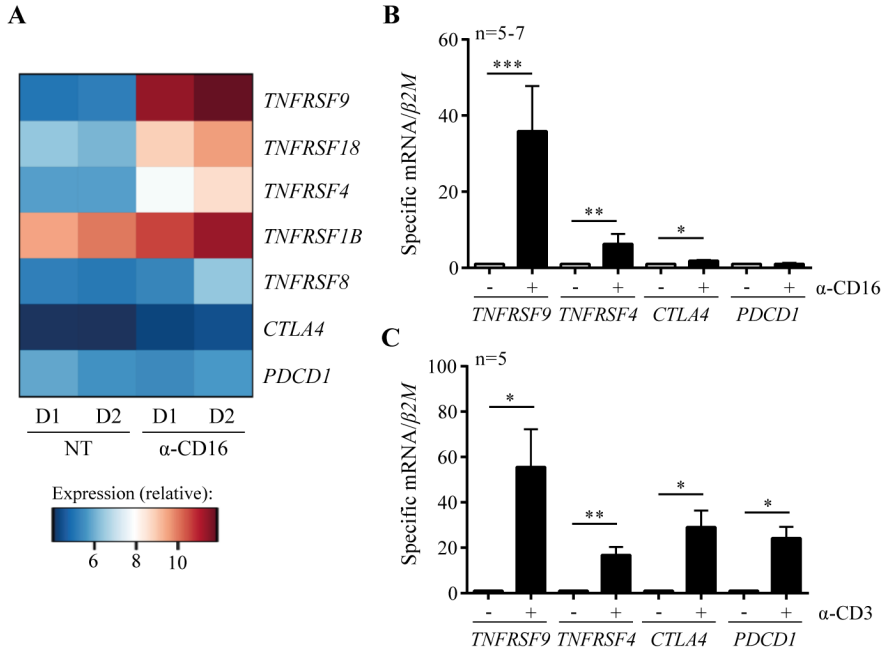 A
TNFRSF9
TNFRSF18
TNFRSF4
TNFRSF1B
TNFRSF8
CTLA4
PDCD1
D1 D2 D1 D2
NT α-CD16
Expression (relative):
6 8 10
B
n=5-7
Specific mRNA/β2M
60
40
20
0
*** ** *
- + - + - + - + α-CD16
TNFRSF9 TNFRSF4 CTLA4 PDCD1
C
n=5
Specific mRNA/β2M
100
80
60
40
20
0
* ** * *
- + - + - + - + α-CD3
TNFRSF9 TNFRSF4 CTLA4 PDCD1